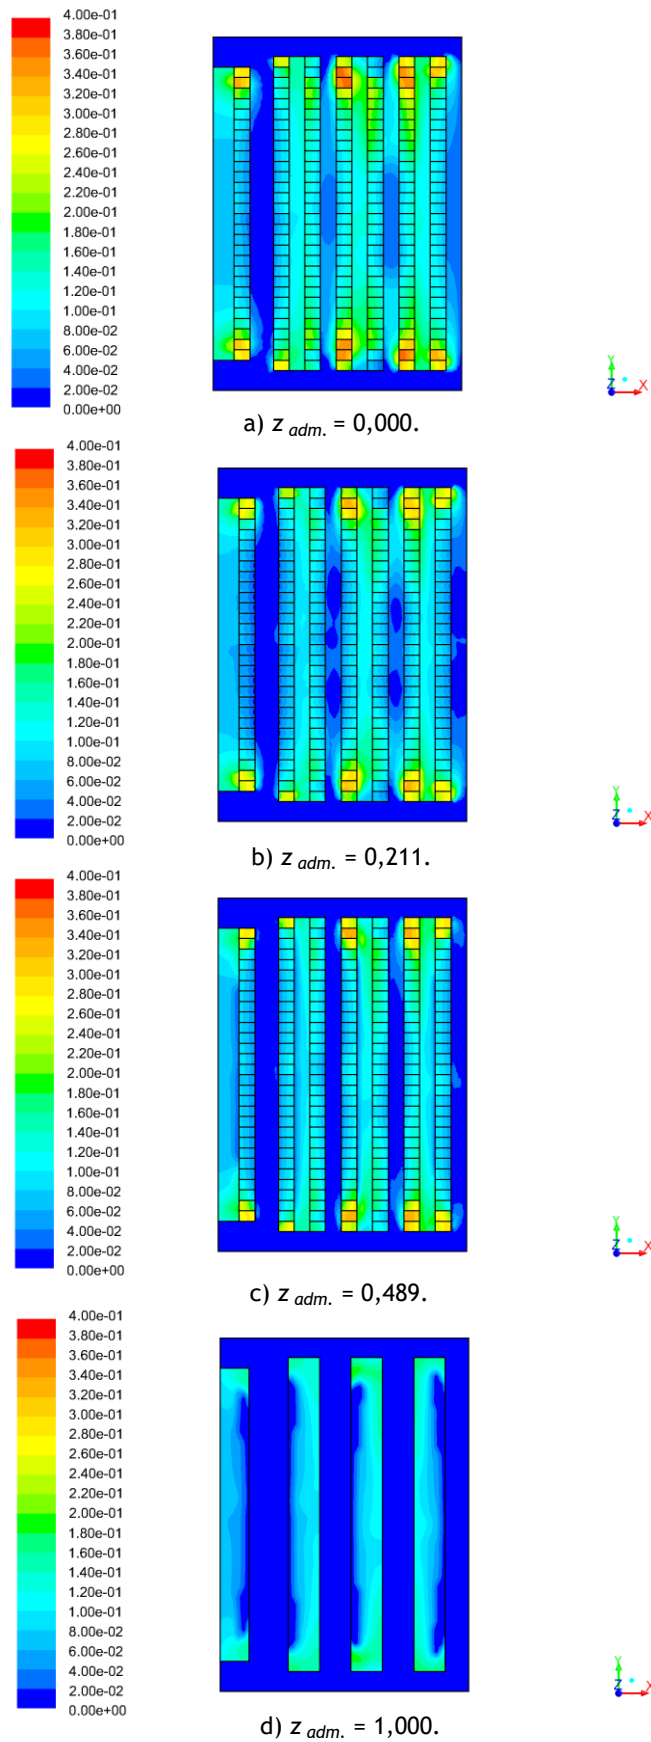 4.00e-01
3.80e-01
3.60e-01
3.40e-01
3.20e-01
3.00e-01
2.80e-01
2.60e-01
2.40e-01
2.20e-01
2.00e-01
1.80e-01
1.60e-01
1.40e-01
1.20e-01
1.00e-01
8.00e-02
6.00e-02
4.00e-02
2.00e-02
0.00e+00
Y
Z X
a) z adm. = 0,000.
4.00e-01
3.80e-01
3.60e-01
3.40e-01
3.20e-01
3.00e-01
2.80e-01
2.60e-01
2.40e-01
2.20e-01
2.00e-01
1.80e-01
1.60e-01
1.40e-01
1.20e-01
1.00e-01
8.00e-02
6.00e-02
4.00e-02
2.00e-02
0.00e+00
Y
Z X
b) z adm. = 0,211.
4.00e-01
3.80e-01
3.60e-01
3.40e-01
3.20e-01
3.00e-01
2.80e-01
2.60e-01
2.40e-01
2.20e-01
2.00e-01
1.80e-01
1.60e-01
1.40e-01
1.20e-01
1.00e-01
8.00e-02
6.00e-02
4.00e-02
2.00e-02
0.00e+00
Y
Z X
c) z adm. = 0,489.
4.00e-01
3.80e-01
3.60e-01
3.40e-01
3.20e-01
3.00e-01
2.80e-01
2.60e-01
2.40e-01
2.20e-01
2.00e-01
1.80e-01
1.60e-01
1.40e-01
1.20e-01
1.00e-01
8.00e-02
6.00e-02
4.00e-02
2.00e-02
0.00e+00
Y
Z X
d) z adm. = 1,000.